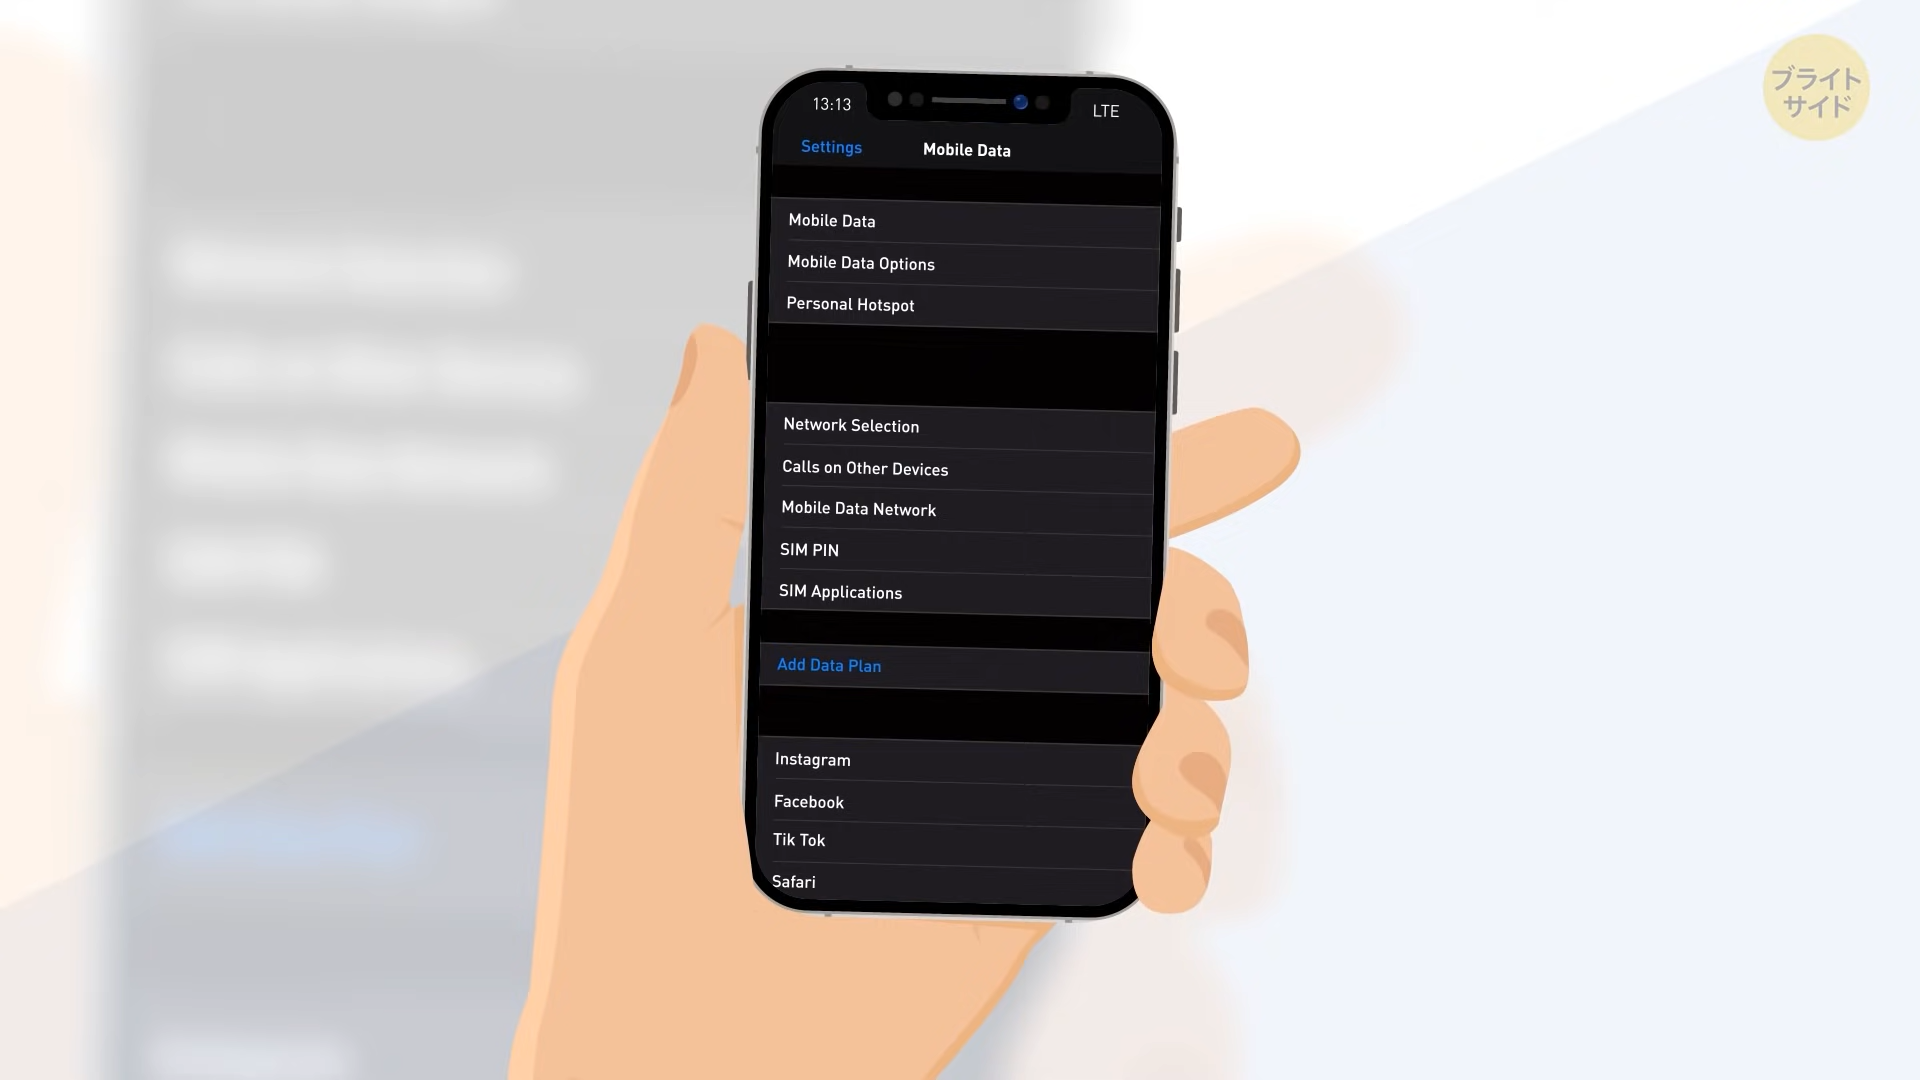 ブライト
サイド
13:13
LTE
Settings
Mobile Data
Mobile Data
Mobile Data Options
Personal Hotspot
Network Selection
Calls on Other Devices
Mobile Data Network
SIM PIN
SIM Applications
Add Data Plan
Instagram
Facebook
Tik Tok
Safari